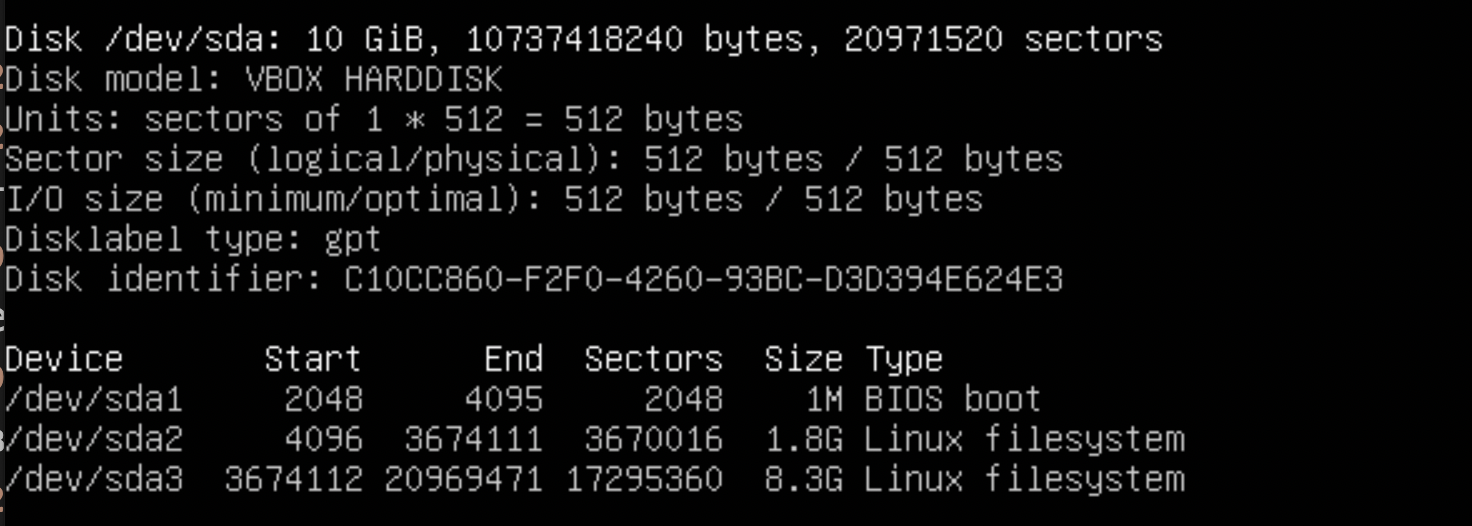 Disk /dev/sda: 10 GiB, 10737418240 bytes, 20971520 sectors
Disk model: VBOX HARDDISK
Units: sectors of 1 * 512 = 512 bytes
Sector size (logical/physical): 512 bytes / 512 bytes
I/O size (minimum/optimal): 512 bytes / 512 bytes
Disklabel type: gpt
Disk identifier: C10CC860-F2F0-4260-93BC-D3D394E624E3

Device       Start      End  Sectors  Size Type
/dev/sda1     2048     4095     2048    1M BIOS boot
/dev/sda2     4096  3674111  3670016  1.8G Linux filesystem
/dev/sda3  3674112 20969471 17295360  8.3G Linux filesystem